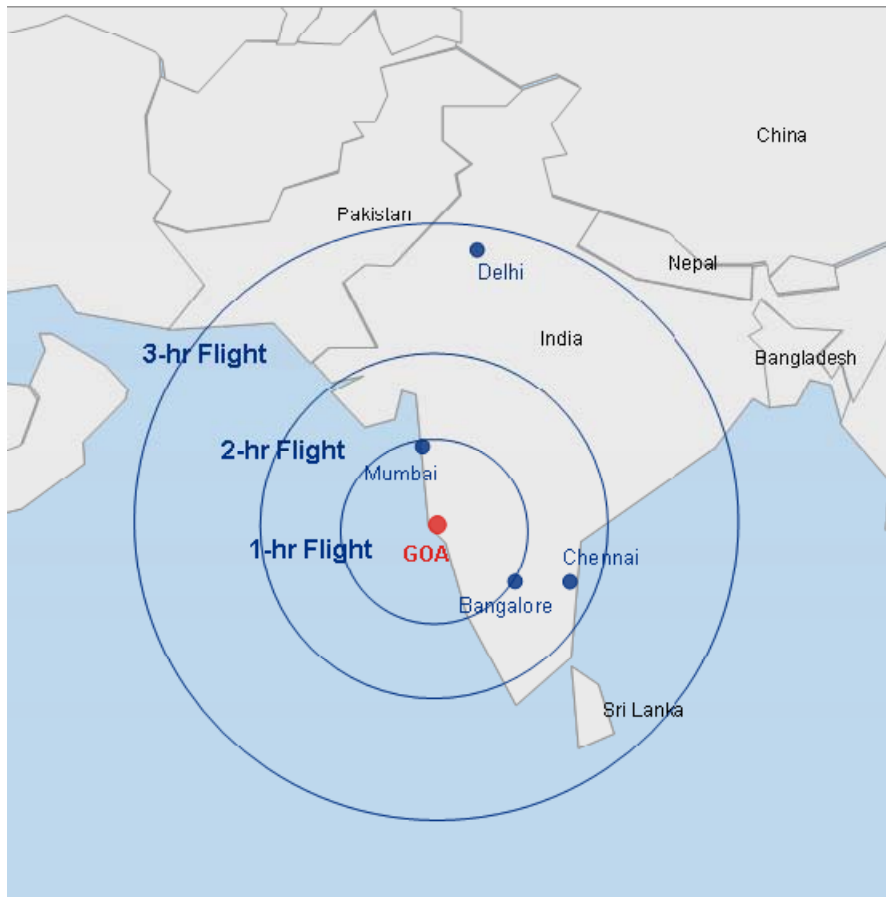 China
Pakistan
Nepal
Delhi
India
3-hr Flight
Bangladesh
2-hr Flight
Mumbai
1-hr Flight
GOA
Chennai
Bangalore
Sri Lanka